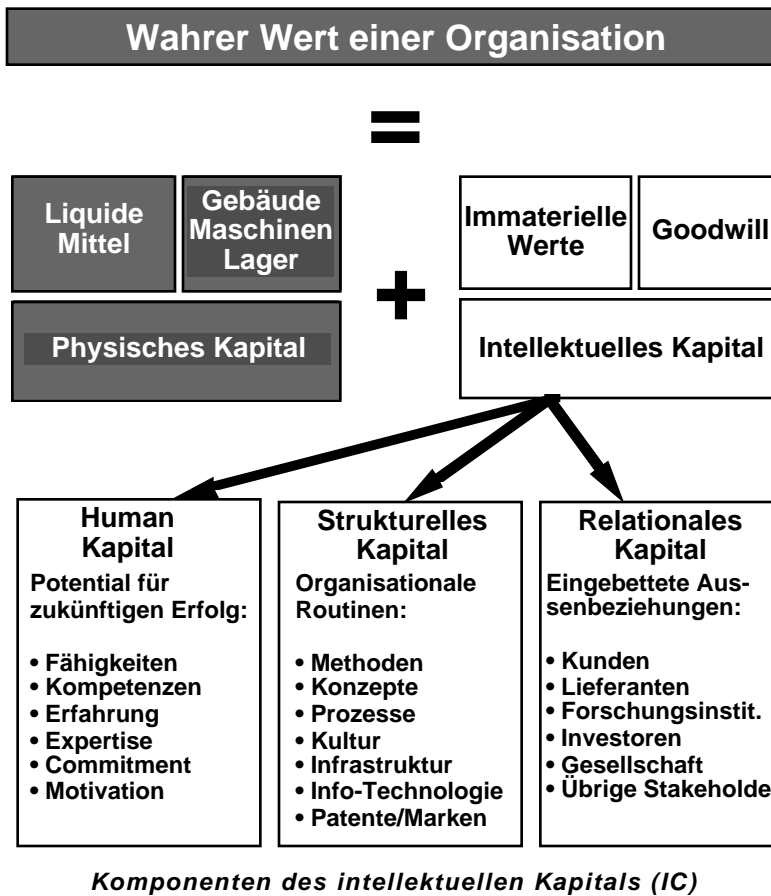 Wahrer Wert einer Organisation
=
Liquide
Mittel
Gebäude
Maschinen
Lager
Physisches Kapital
+
Immaterielle
Werte
Goodwill
Intellektuelles Kapital
Human
Kapital
Potential für
zukünftigen Erfolg:
• Fähigkeiten
• Kompetenzen
• Erfahrung
• Expertise
• Commitment
• Motivation
Strukturelles
Kapital
Organisationale
Routinen:
• Methoden
• Konzepte
• Prozesse
• Kultur
• Infrastruktur
• Info-Technologie
• Patente/Marken
Relationales
Kapital
Eingebettete Aus-
senbeziehungen:
• Kunden
• Lieferanten
• Forschungsinstit.
• Investoren
• Gesellschaft
• Übrige Stakeholde
Komponenten des intellektuellen Kapitals (IC)